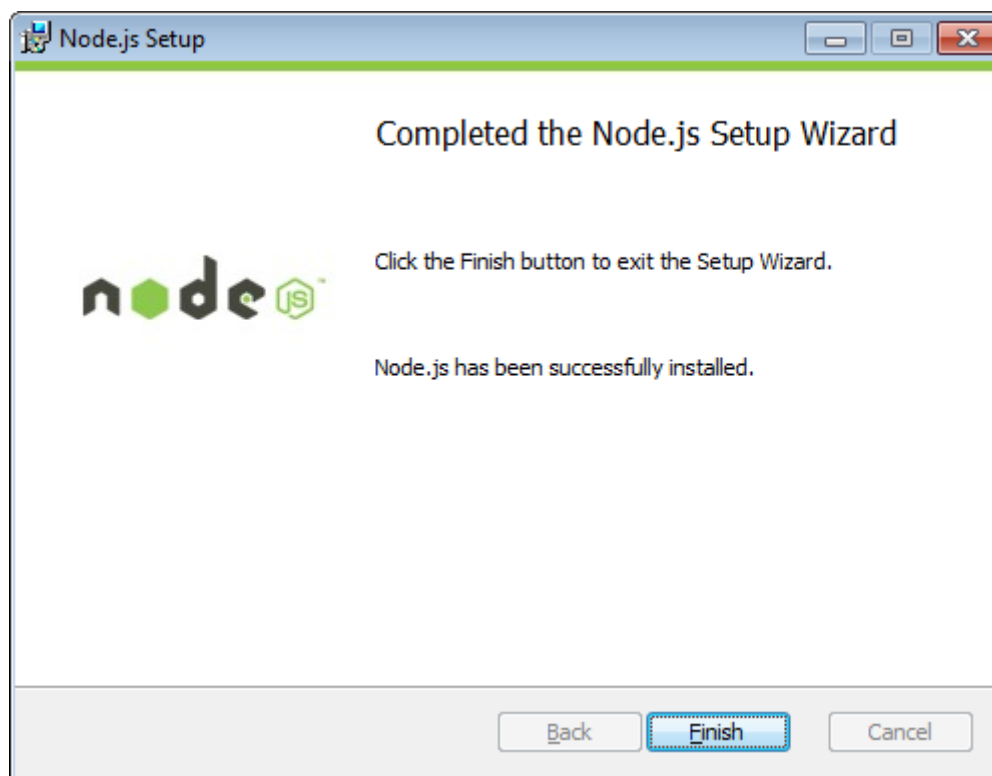 Node.js Setup
Completed the Node.js Setup Wizard
Click the Finish button to exit the Setup Wizard.
node JS™
Node.js has been successfully installed.
Back Finish Cancel